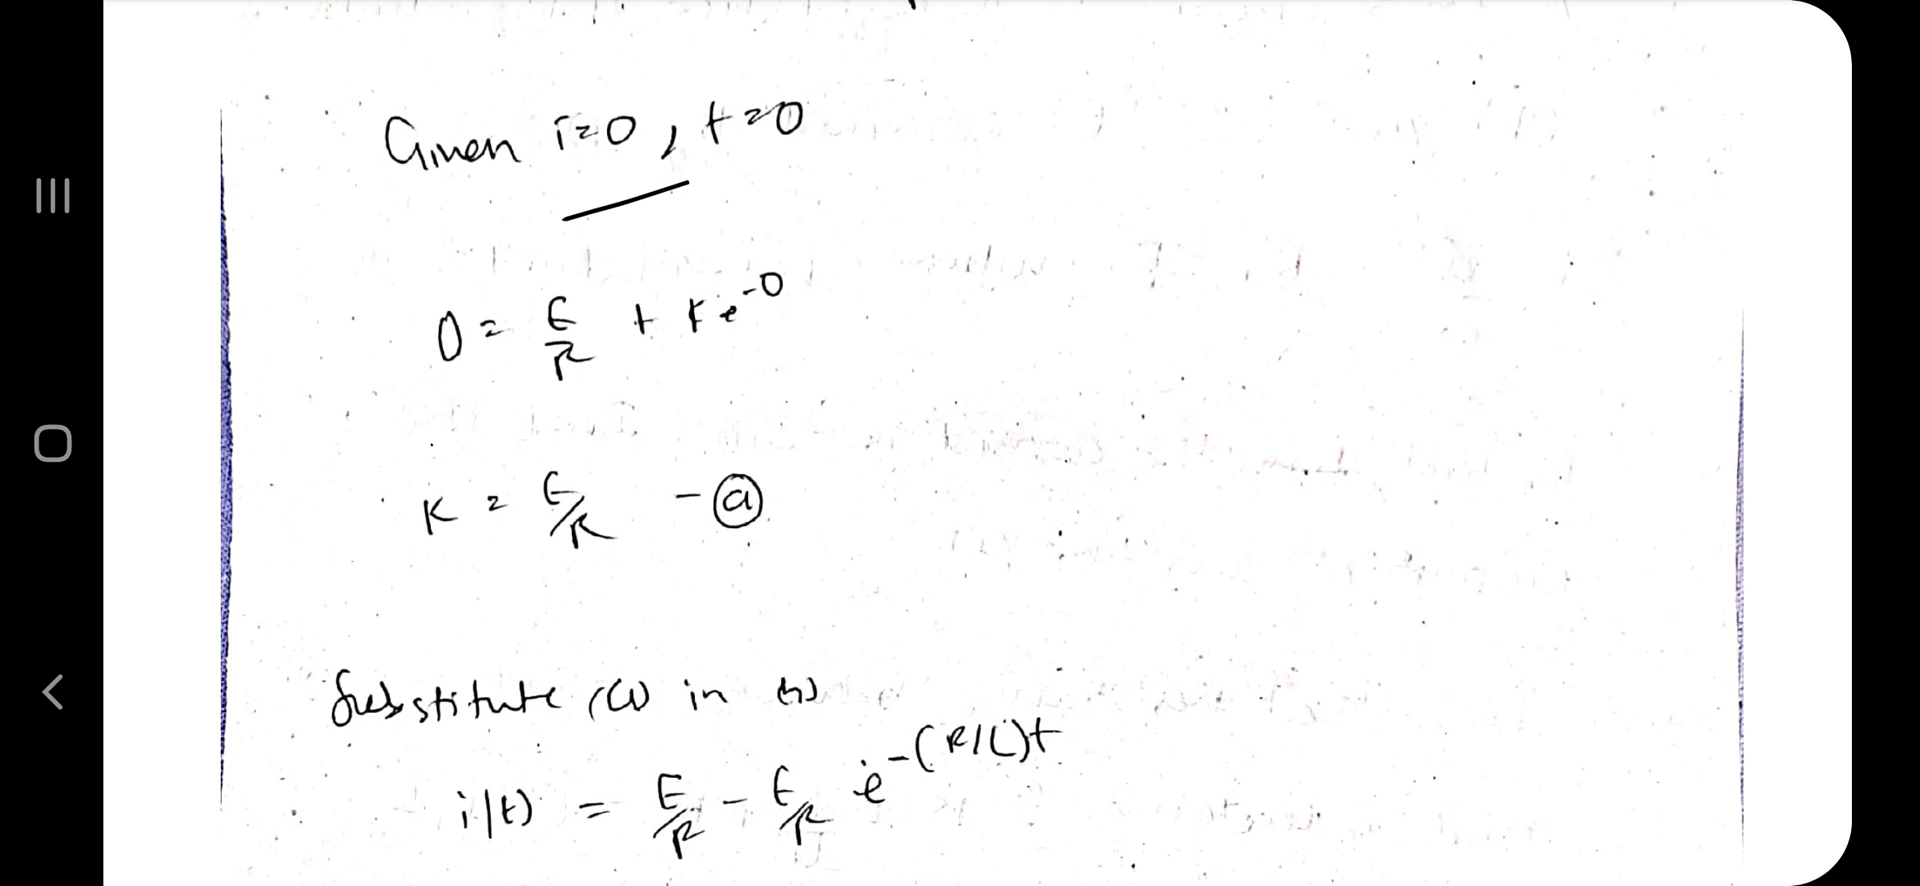 Given i=0, t=0
0 = E/R + K e^-0
K = E/R - (a)
Substitute (a) in
i(t) = E/R - E/R e^-(R/L)t